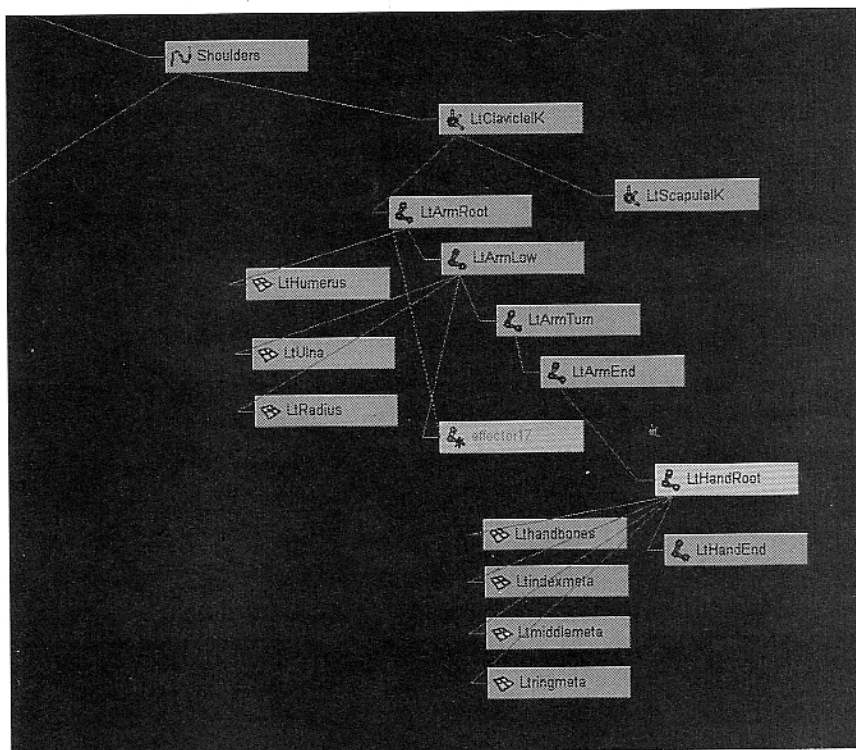 Shoulders
LtClavicleIK
LtScapulaIK
LtArmRoot
LtArmLow
LtHumerus
LtArmTurn
LtUlna
LtArmEnd
LtRadius
effector17
LtHandRoot
Lthandbones
LtHandEnd
Ltindexmeta
Ltmiddlemeta
Ltringmeta